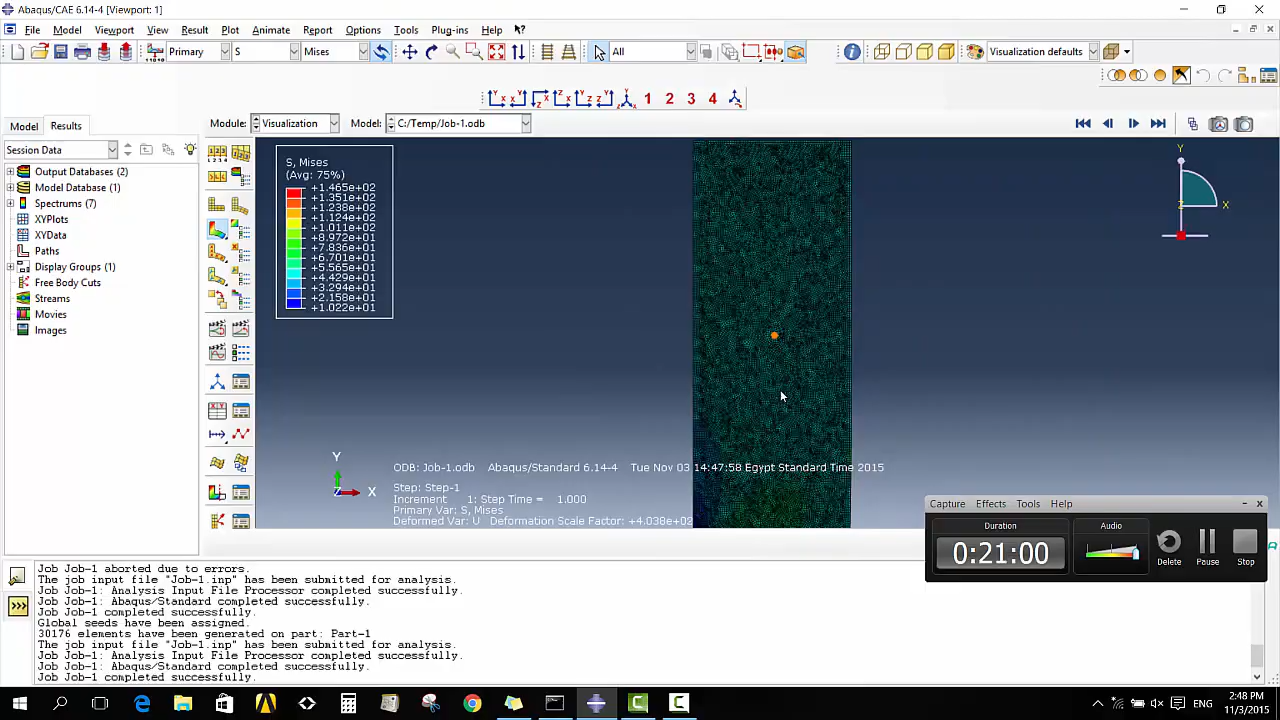 Abaqus/CAE 6.14-4 [Viewport: 1]
File Model Viewport View Result Plot Animate Report Options Tools Plug-ins Help
Primary S Mises All Visualization defaults
1 2 3 4
Model Results Module: Visualization Model: C:/Temp/Job-1.odb
Session Data
Output Databases (2)
Model Database (1)
Spectrums (7)
XYPlots
XYData
Paths
Display Groups (1)
Free Body Cuts
Streams
Movies
Images
S, Mises
(Avg: 75%)
+1.465e+02
+1.351e+02
+1.238e+02
+1.124e+02
+1.011e+02
+8.972e+01
+7.836e+01
+6.701e+01
+5.565e+01
+4.429e+01
+3.294e+01
+2.158e+01
+1.022e+01
Y
Z X
Y
Z X
ODB: Job-1.odb Abaqus/Standard 6.14-4 Tue Nov 03 14:47:58 Egypt Standard Time 2015
Step: Step-1
Increment 1: Step Time = 1.000
Primary Var: S, Mises
Deformed Var: U Deformation Scale Factor: +4.038e+02
Capture Effects Tools Help
Duration Audio
0:21:00
Delete Pause Stop
Job Job-1 aborted due to errors.
The job input file "Job-1.inp" has been submitted for analysis.
Job Job-1: Analysis Input File Processor completed successfully.
Job Job-1: Abaqus/Standard completed successfully.
Job Job-1 completed successfully.
Global seeds have been assigned.
30176 elements have been generated on part: Part-1
The job input file "Job-1.inp" has been submitted for analysis.
Job Job-1: Analysis Input File Processor completed successfully.
Job Job-1: Abaqus/Standard completed successfully.
Job Job-1 completed successfully.
ENG
2:48 PM
11/3/2015